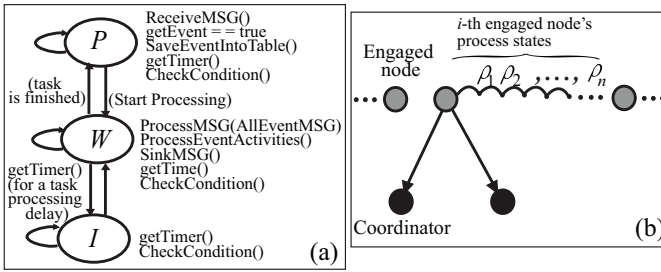 ReceiveMSG()
getEvent = = true
SaveEventIntoTable()
getTimer()
CheckCondition()
P
(task
is finished)
(Start Processing)
W
ProcessMSG(AllEventMSG)
ProcessEventActivities()
SinkMSG()
getTime()
CheckCondition()
getTimer()
(for a task
processing
delay)
I
getTimer()
CheckCondition()
(a)
i-th engaged node's
process states
Engaged
node
ρ1 ρ2 , ...., ρn
Coordinator
(b)